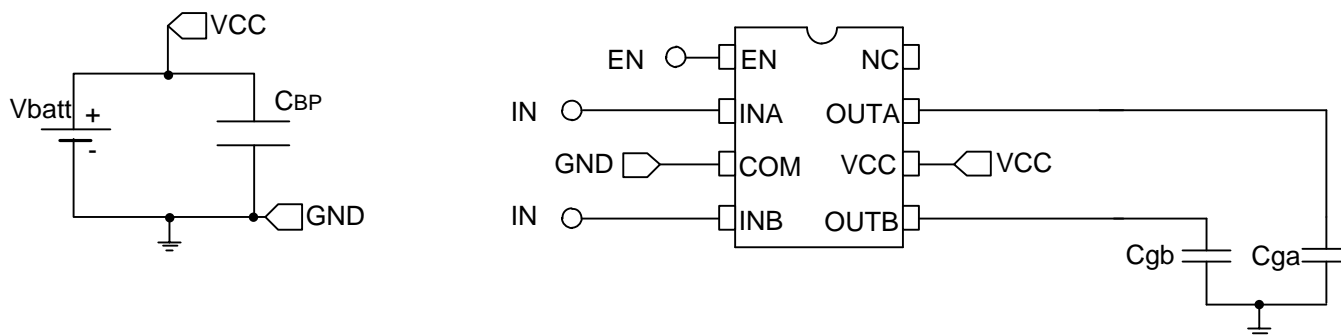 VCC
Vbatt
+
-
CBP
GND
EN
EN
NC
IN
INA
OUTA
GND
COM
VCC
VCC
IN
INB
OUTB
Cgb
Cga